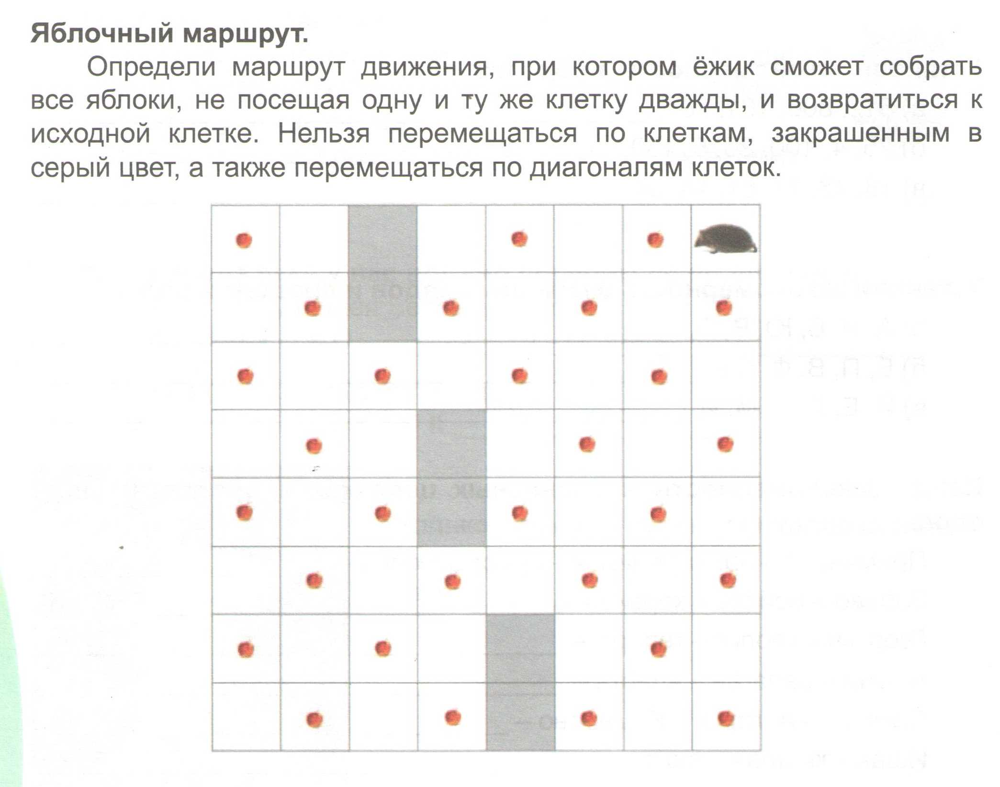 Яблочный маршрут.
Определи маршрут движения, при котором ёжик сможет собрать
все яблоки, не посещая одну и ту же клетку дважды, и возвратиться к
исходной клетке. Нельзя перемещаться по клеткам, закрашенным в
серый цвет, а также перемещаться по диагоналям клеток.